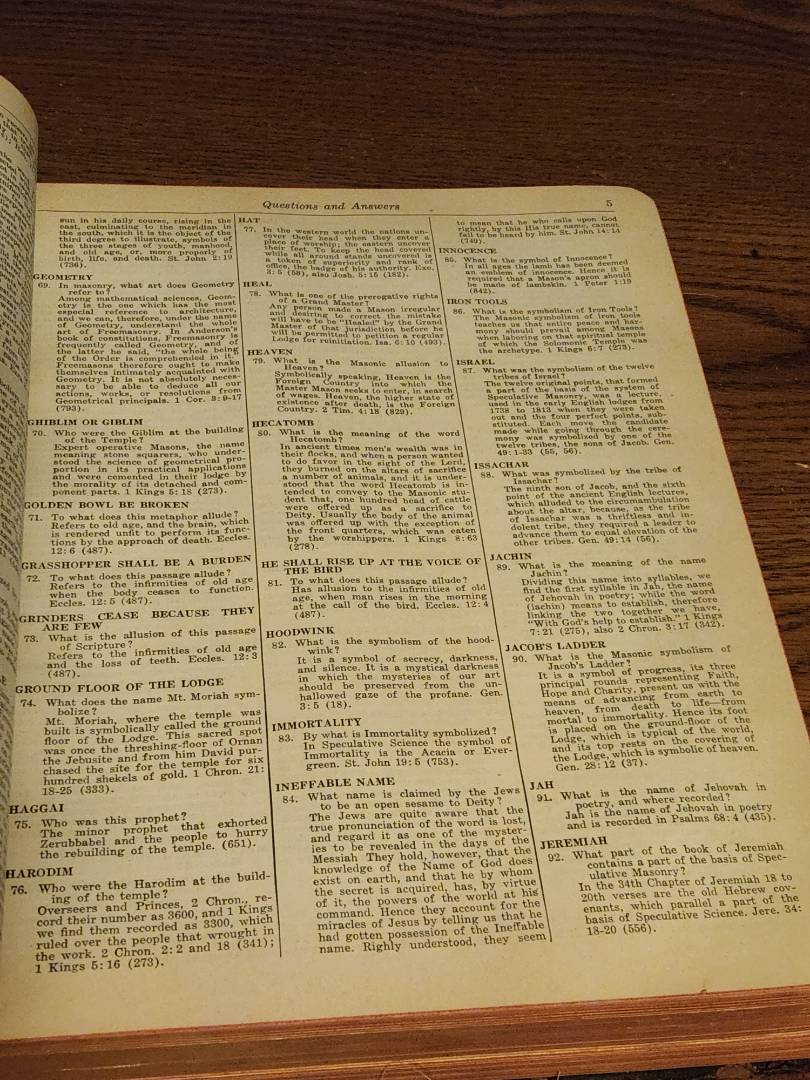 Questions and Answers
5
sun in his daily course, rising in the
east, culminating to the meridian in
the south, which it is the object of the
third degree to illustrate, symbols of
the three stages of youth, manhood,
and old age, or, more properly of
birth, life, and death. St. John 2:19
(736).
GEOMETRY
69. In masonry, what art does Geometry
refer to?
Among mathematical sciences, Geom-
etry is the one which has the most
especial reference to architecture,
and we can, therefore, under the name
of Geometry, understand the whole
art of Freemasonry. In Anderson's
book of constitutions, Freemasonry is
frequently called Geometry, and of
the latter he said, "the whole being
of the Order is comprehended in it."
Freemasons therefore ought to make
themselves intimately acquainted with
Geometry. It is not absolutely neces-
sary to be able to deduce all our
actions, works, or resolutions from
Geometrical principals. 1 Cor. 3:9-17
(793).
GHIBLIM OR GIBLIM
70. Who were the Giblim at the building
of the Temple?
Expert operative Masons, the name
meaning stone squarers, who under-
stood the science of geometrical pro-
portion in its practical applications
and were cemented in their lodge by
the morality of its detached and com-
ponent parts. 1 Kings 5:18 (273).
GOLDEN BOWL BE BROKEN
71. To what does this metaphor allude?
Refers to old age, and the brain, which
is rendered unfit to perform its func-
tions by the approach of death. Eccles.
12:6 (487).
GRASSHOPPER SHALL BE A BURDEN
72. To what does this passage allude?
Refers to the infirmities of old age
when the body ceases to function.
Eccles. 12:5 (487).
GRINDERS CEASE BECAUSE THEY
ARE FEW
73. What is the allusion of this passage
of Scripture?
Refers to the infirmities of old age
and the loss of teeth. Eccles. 12:3
(487).
GROUND FLOOR OF THE LODGE
74. What does the name Mt. Moriah sym-
bolize?
Mt. Moriah, where the temple was
built is symbolically called the ground
floor of the Lodge. This sacred spot
was once the threshing-floor of Ornan
the Jebusite and from him David pur-
chased the site for the temple for six
hundred shekels of gold. 1 Chron. 21:
18-25 (333).
HAGGAI
75. Who was this prophet?
The minor prophet that exhorted
Zerubbabel and the people to hurry
the rebuilding of the temple. (651).
HARODIM
76. Who were the Harodim at the build-
ing of the temple?
Overseers and Princes, 2 Chron., re-
cord their number as 3600, and 1 Kings
we find them recorded as 3300, which
ruled over the people that wrought in
the work. 2 Chron. 2:2 and 18 (341);
1 Kings 5:16 (273).
HAT
77. In the western world the nations un-
cover their head when they enter a
place of worship; the eastern uncover
their feet. To keep the head covered
while all around stands uncovered is
a token of superiority and rank of
office, the badge of his authority. Exo.
3:5 (58), also Josh. 5:15 (182).
HEAL
78. What is one of the prerogative rights
of a Grand Master?
Any person made a Mason irregular
and desiring to correct the mistake
will have to be "Healed" by the Grand
Master of that jurisdiction before he
will be permitted to petition a regular
Lodge for reinitiation. Isa. 6:10 (493).
HEAVEN
79. What is the Masonic allusion to
Heaven?
Symbolically speaking, Heaven is the
Foreign Country into which the
Master Mason seeks to enter, in search
of wages. Heaven, the higher state of
existence after death, is the Foreign
Country. 2 Tim. 4:18 (829).
HECATOMB
80. What is the meaning of the word
Hecatomb?
In ancient times men's wealth was in
their flocks, and when a person wanted
to do favor in the sight of the Lord,
they burned on the altars of sacrifice
a number of animals, and it is under-
stood that the word Hecatomb is in-
tended to convey to the Masonic stu-
dent that, one hundred head of cattle
were offered up as a sacrifice to
Deity. Usually the body of the animal
was offered up with the exception of
the front quarters, which was eaten
by the worshippers. 1 Kings 8:63
(278).
HE SHALL RISE UP AT THE VOICE OF
THE BIRD
81. To what does this passage allude?
Has allusion to the infirmities of old
age, when man rises in the morning
at the call of the bird. Eccles. 12:4
(487).
HOODWINK
82. What is the symbolism of the hood-
wink?
It is a symbol of secrecy, darkness,
and silence. It is a mystical darkness
in which the mysteries of our art
should be preserved from the un-
hallowed gaze of the profane. Gen.
3:5 (18).
IMMORTALITY
83. By what is Immortality symbolized?
In Speculative Science the symbol of
Immortality is the Acacia or Ever-
green. St. John 19:5 (753).
INEFFABLE NAME
84. What name is claimed by the Jews
to be an open sesame to Deity?
The Jews are quite aware that the
true pronunciation of the word is lost,
and regard it as one of the myster-
ies to be revealed in the days of the
Messiah They hold, however, that the
knowledge of the Name of God does
exist on earth, and that he by whom
the secret is acquired, has, by virtue
of it, the powers of the world at his
command. Hence they account for the
miracles of Jesus by telling us that he
had gotten possession of the Ineffable
name. Righly understood, they seem
to mean that he who calls upon God
rightly, by this His true name, cannot
fail to be heard by him. St. John 14:14
(749).
INNOCENCE
85. What is the symbol of Innocence?
In all ages the lamb has been deemed
an emblem of innocence. Hence it is
required that a Mason's apron should
be made of lambskin. 1 Peter 1:19
(842).
IRON TOOLS
86. What is the symbolism of Iron Tools?
The Masonic symbolism of iron tools
teaches us that entire peace and har-
mony should prevail among Masons
when laboring on that spiritual temple
of which the Solomonic Temple was
the archetype. 1 Kings 6:7 (273).
ISRAEL
87. What was the symbolism of the twelve
tribes of Israel?
The twelve original points, that formed
a part of the basis of the system of
Speculative Masonry, was a lecture,
used in the early English lodges from
1738 to 1813 when they were taken
out and the four perfect points, sub-
stituted. Each move the candidate
made while going through the cere-
mony was symbolized by one of the
twelve tribes, the sons of Jacob. Gen.
49:1-33 (55, 56).
ISSACHAR
88. What was symbolized by the tribe of
Issachar?
The ninth son of Jacob, and the sixth
point of the ancient English lectures,
which alluded to the circumambulation
about the altar, because, as the tribe
of Issachar was a thriftless and in-
dolent tribe, they required a leader to
advance them to equal elevation of the
other tribes. Gen. 49:14 (56).
JACHIN
89. What is the meaning of the name
Jachin?
Dividing this name into syllables, we
find the first syllable in Jah, the name
of Jehovah in poetry; while the word
(iachin) means to establish, therefore
linking the two together we have,
"With God's help to establish." 1 Kings
7:21 (275), also 2 Chron. 3:17 (342).
JACOB'S LADDER
90. What is the Masonic symbolism of
Jacob's Ladder?
It is a symbol of progress, its three
principal rounds representing Faith,
Hope and Charity, present us with the
means of advancing from earth to
heaven, from death to life—from
mortal to immortality. Hence its foot
is placed on the ground-floor of the
Lodge, which is typical of the world,
and its top rests on the covering of
the Lodge, which is symbolic of heaven.
Gen. 28:12 (37).
JAH
91. What is the name of Jehovah in
poetry, and where recorded?
Jah is the name of Jehovah in poetry
and is recorded in Psalms 68:4 (435).
JEREMIAH
92. What part of the book of Jeremiah
contains a part of the basis of Spec-
ulative Masonry?
In the 34th Chapter of Jeremiah 18 to
20th verses are the old Hebrew cov-
enants, which parallel a part of the
basis of Speculative Science. Jere. 34:
18-20 (556).